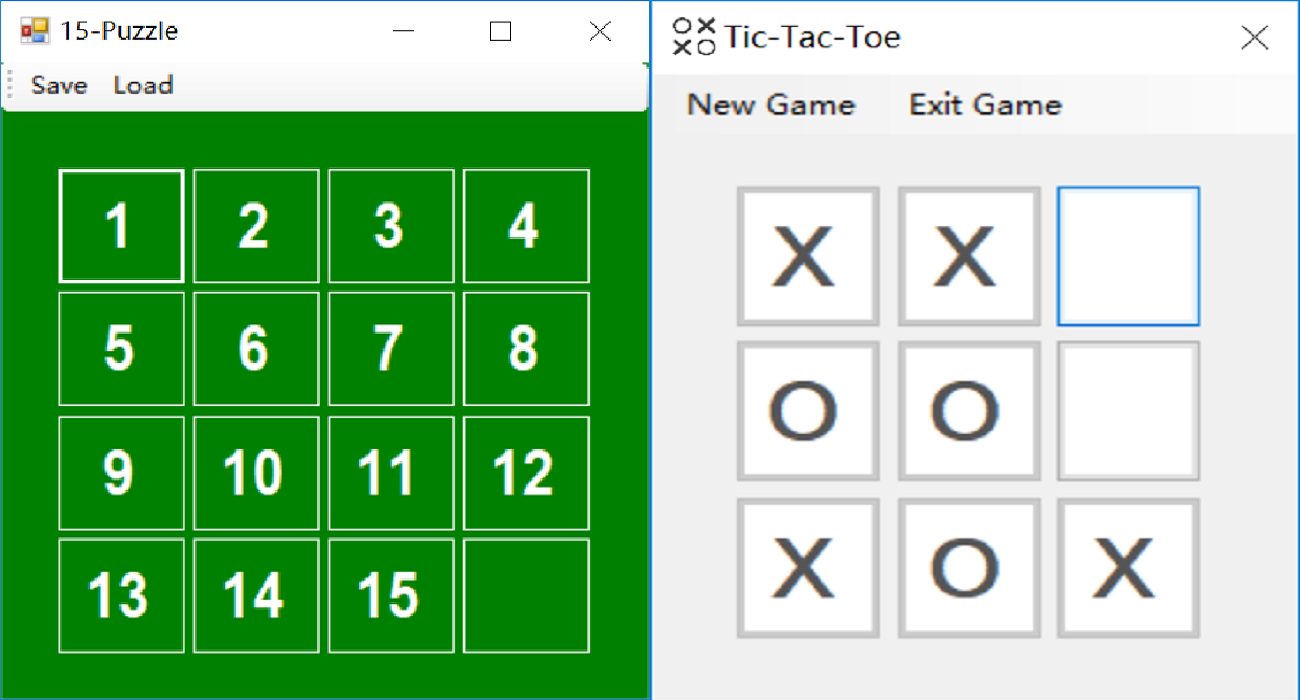 15-Puzzle
Save Load
1 2 3 4
5 6 7 8
9 10 11 12
13 14 15
Tic-Tac-Toe
New Game Exit Game
X X
O O
X O X